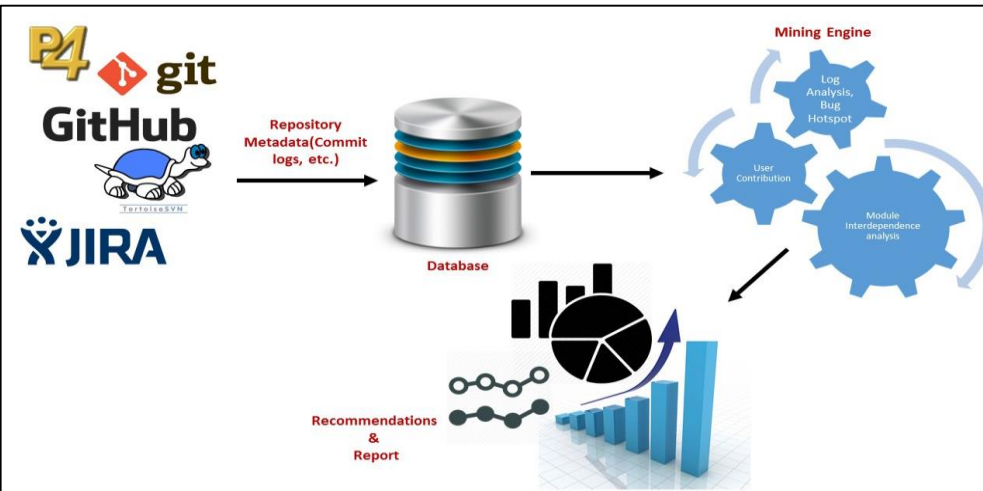 P4
git
GitHub
TortoiseSVN
JIRA
Repository
Metadata(Commit
logs, etc.)
Database
Mining Engine
Log
Analysis,
Bug
Hotspot
User
Contribution
Module
Interdependence
analysis
Recommendations
&
Report